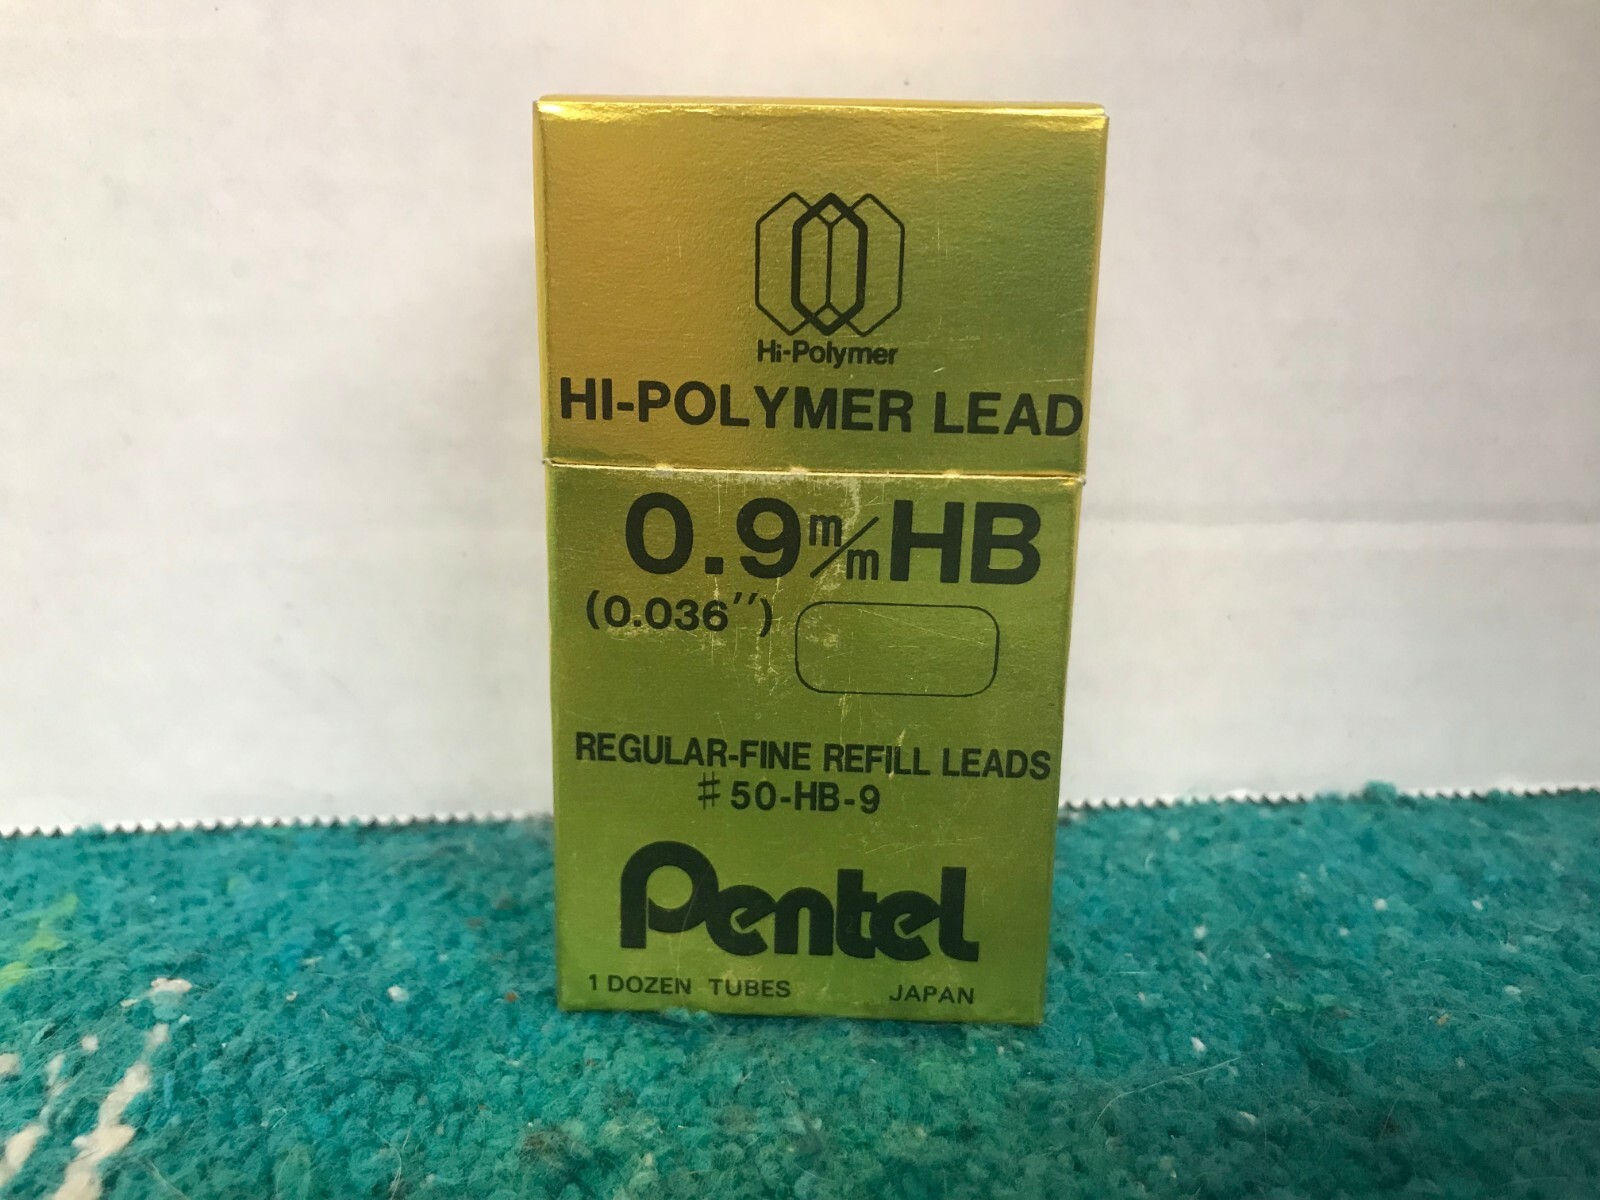 Hi-Polymer
HI-POLYMER LEAD
0.9 m/m HB
(0.036″)
REGULAR-FINE REFILL LEADS
♯50-HB-9
Pentel
1 DOZEN TUBES JAPAN